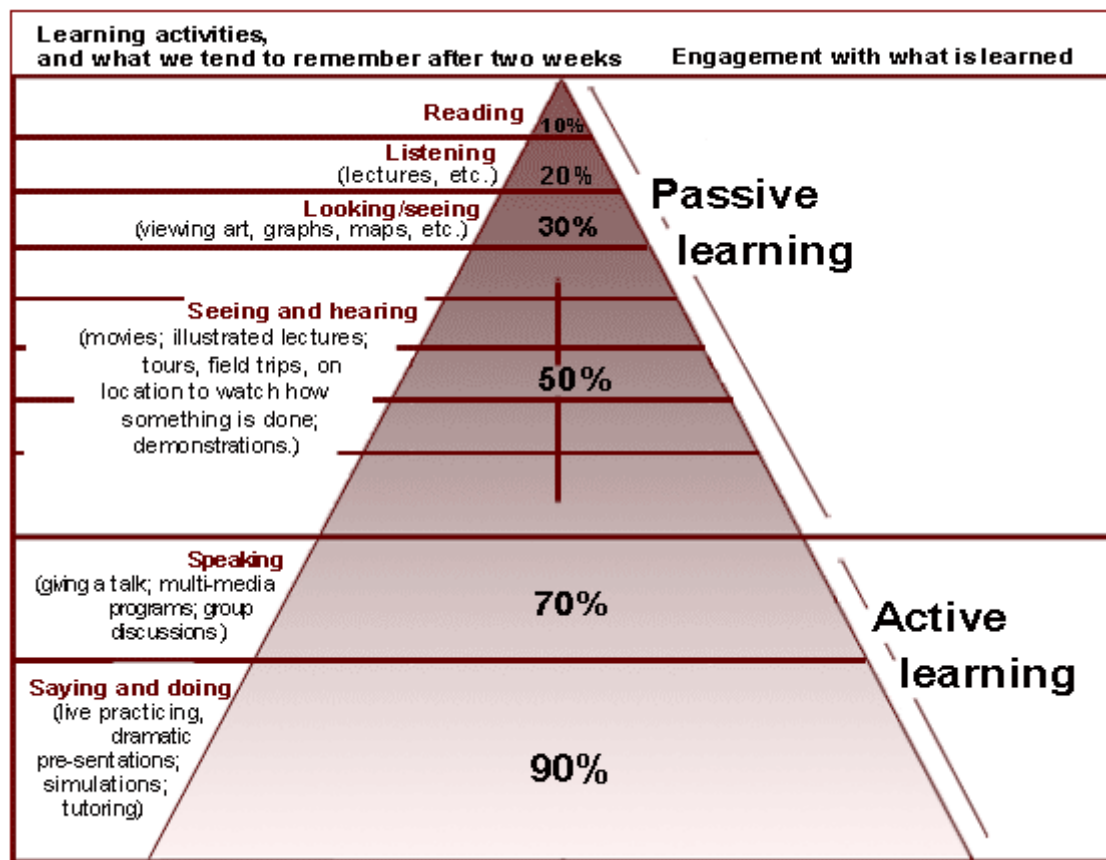 Learning activities,
and what we tend to remember after two weeks
Engagement with what is learned
Reading
10%
Listening
(lectures, etc.)
20%
Looking/seeing
(viewing art, graphs, maps, etc.)
30%
Seeing and hearing
(movies; illustrated lectures;
tours, field trips, on
location to watch how
something is done;
demonstrations.)
50%
Passive
learning
Speaking
(giving a talk; multi-media
programs; group
discussions)
70%
Saying and doing
(live practicing,
dramatic
pre-sentations;
simulations;
tutoring)
90%
Active
learning